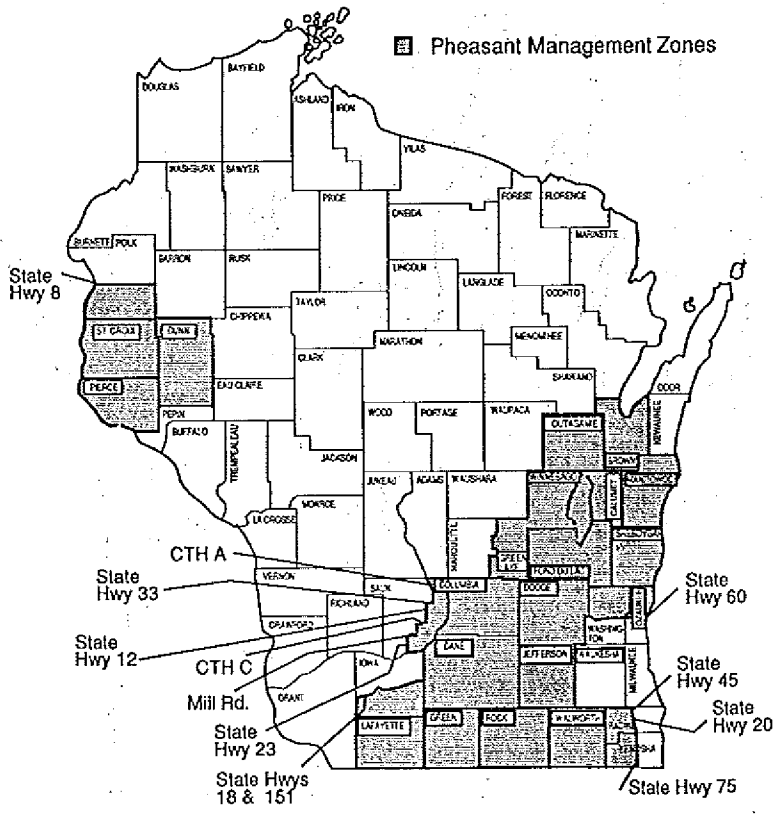 Pheasant Management Zones
BAYFIELD
DOUGLAS
ASHLAND
IRON
VILAS
WASHBURN
SAWYER
PRICE
FOREST
FLORENCE
ONEIDA
MARINETTE
BURNETT
POLK
BARRON
RUSK
LINCOLN
LANGLADE
OCONTO
State
Hwy 8
TAYLOR
CHIPPEWA
ST CROIX
DUNN
MARATHON
MENOMINEE
CLARK
SHAWANO
PIERCE
EAU CLAIRE
DOOR
PEPIN
BUFFALO
WOOD
PORTAGE
WAUPACA
OUTAGAMIE
KEWAUNEE
TREMPEALEAU
JACKSON
BROWN
JUNEAU
ADAMS
WAUSHARA
WINNEBAGO
CALUMET
MANITOWOC
MONROE
LA CROSSE
MARQUETTE
GREEN
SHEBOYGAN
CTH A
FOND DU LAC
VERNON
State
Hwy 33
SAUK
COLUMBIA
DODGE
State
Hwy 60
RICHLAND
OZAUKEE
CRAWFORD
WASHING-
TON
State
Hwy 12
DANE
JEFFERSON
WAUKESHA
MILWAUKEE
CTH C
IOWA
State
Hwy 45
Mill Rd.
GRANT
State
Hwy 20
State
Hwy 23
LAFAYETTE
GREEN
ROCK
WALWORTH
RACINE
KENOSHA
State Hwys
18 & 151
State Hwy 75